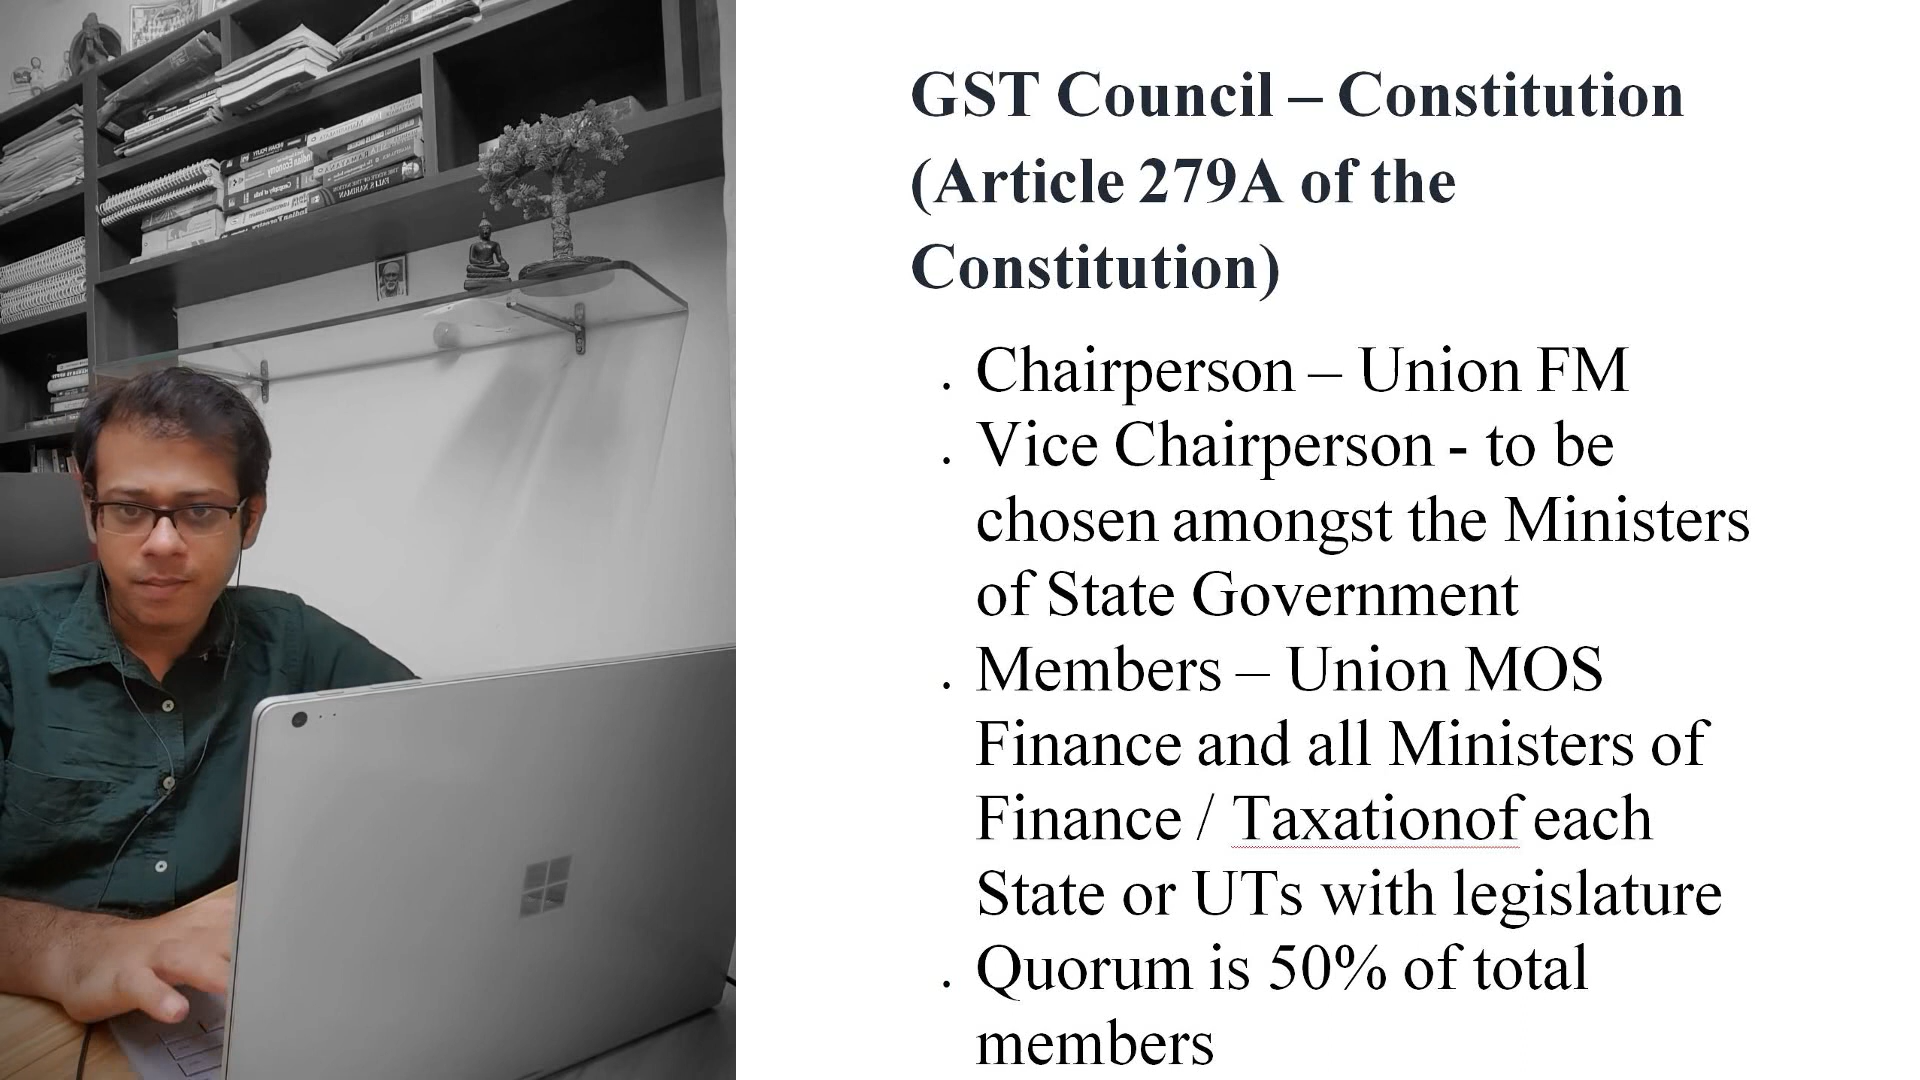 GST Council – Constitution
(Article 279A of the
Constitution)
. Chairperson – Union FM
. Vice Chairperson - to be
chosen amongst the Ministers
of State Government
. Members – Union MOS
Finance and all Ministers of
Finance / Taxationof each
State or UTs with legislature
. Quorum is 50% of total
members